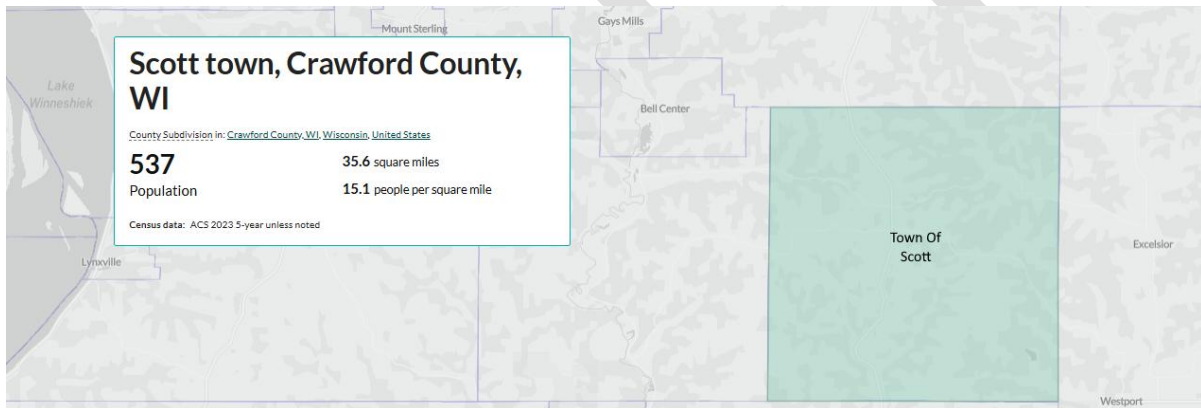 Gays Mills
Mount Sterling
Scott town, Crawford County,
WI
County Subdivision in: Crawford County, WI, Wisconsin, United States
537
Population
35.6 square miles
15.1 people per square mile
Census data: ACS 2023 5-year unless noted
Lake
Winneshiek
Bell Center
Town Of
Scott
Excelsior
Lynxville
Westport